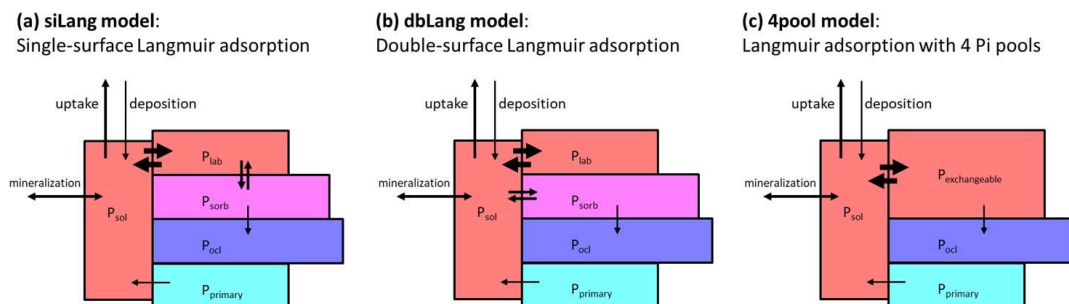 (a) siLang model:
Single-surface Langmuir adsorption
uptake
deposition
P_lab
mineralization
P_sorb
P_sol
P_ocl
P_primary
(b) dbLang model:
Double-surface Langmuir adsorption
uptake
deposition
P_lab
mineralization
P_sorb
P_sol
P_ocl
P_primary
(c) 4pool model:
Langmuir adsorption with 4 Pi pools
uptake
deposition
P_exchangeable
mineralization
P_sol
P_ocl
P_primary